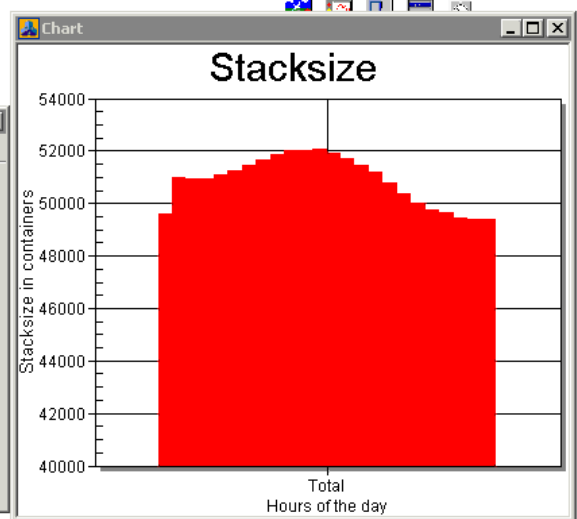 Chart
Stacksize
54000
52000
50000
48000
46000
44000
42000
40000
Stacksize in containers
Total
Hours of the day